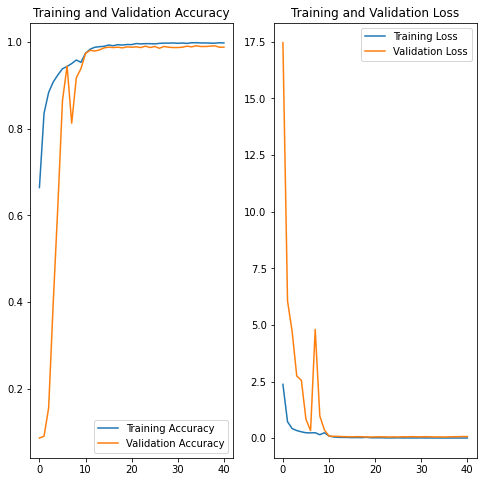 Training and Validation Accuracy
1.0
0.8
0.6
0.4
0.2
Training Accuracy
Validation Accuracy
0 10 20 30 40
Training and Validation Loss
17.5
15.0
12.5
10.0
7.5
5.0
2.5
0.0
Training Loss
Validation Loss
0 10 20 30 40